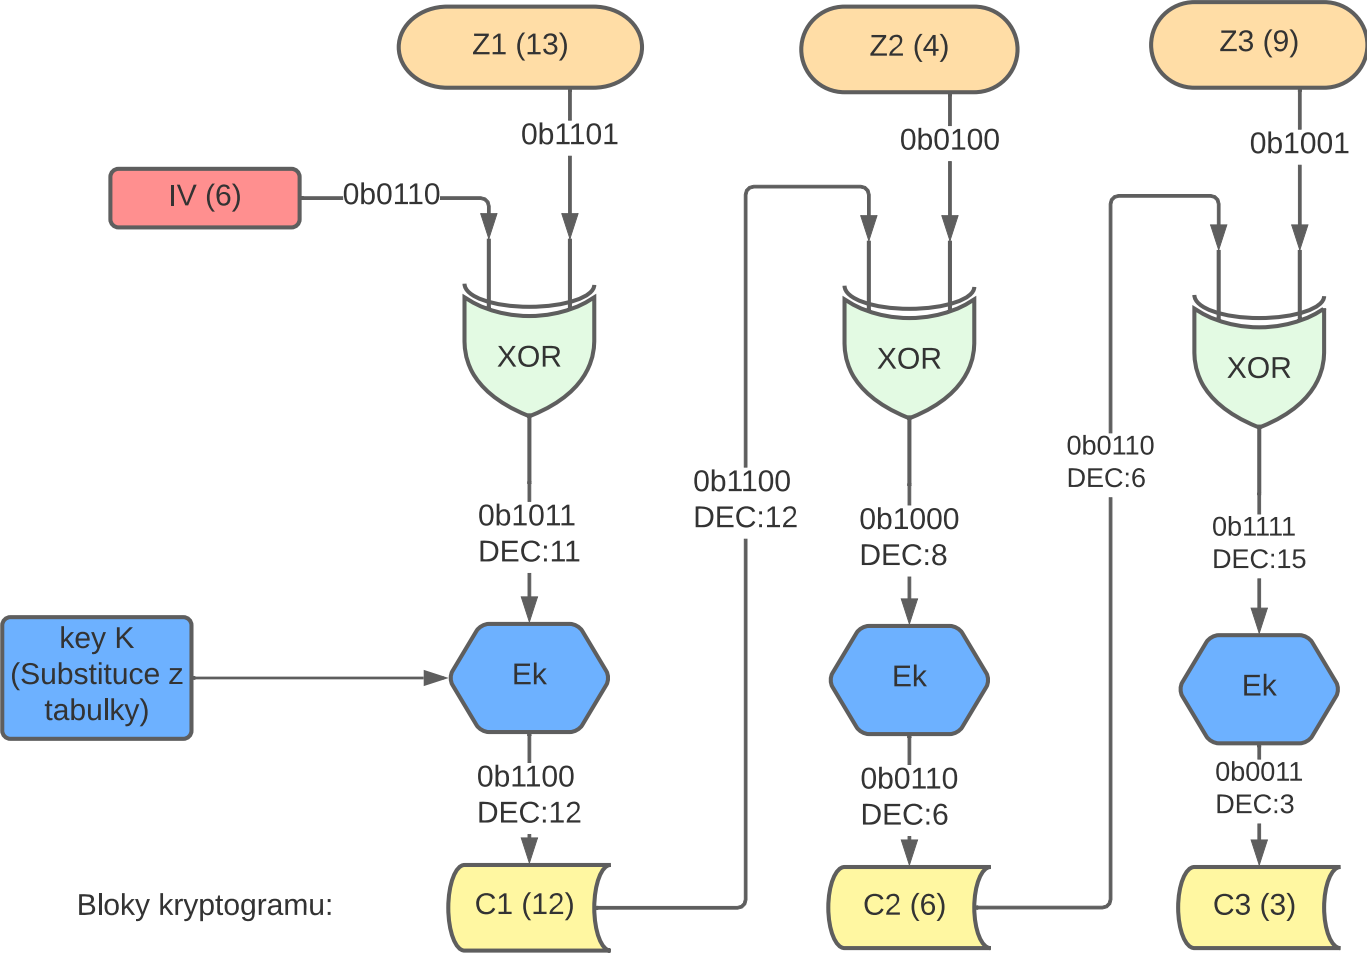 Z1 (13)
Z2 (4)
Z3 (9)
0b1101
0b0100
0b1001
IV (6)
0b0110
XOR
XOR
XOR
0b0110
DEC:6
0b1100
DEC:12
0b1011
DEC:11
0b1000
DEC:8
0b1111
DEC:15
key K
(Substituce z
tabulky)
Ek
Ek
Ek
0b1100
DEC:12
0b0110
DEC:6
0b0011
DEC:3
Bloky kryptogramu:
C1 (12)
C2 (6)
C3 (3)